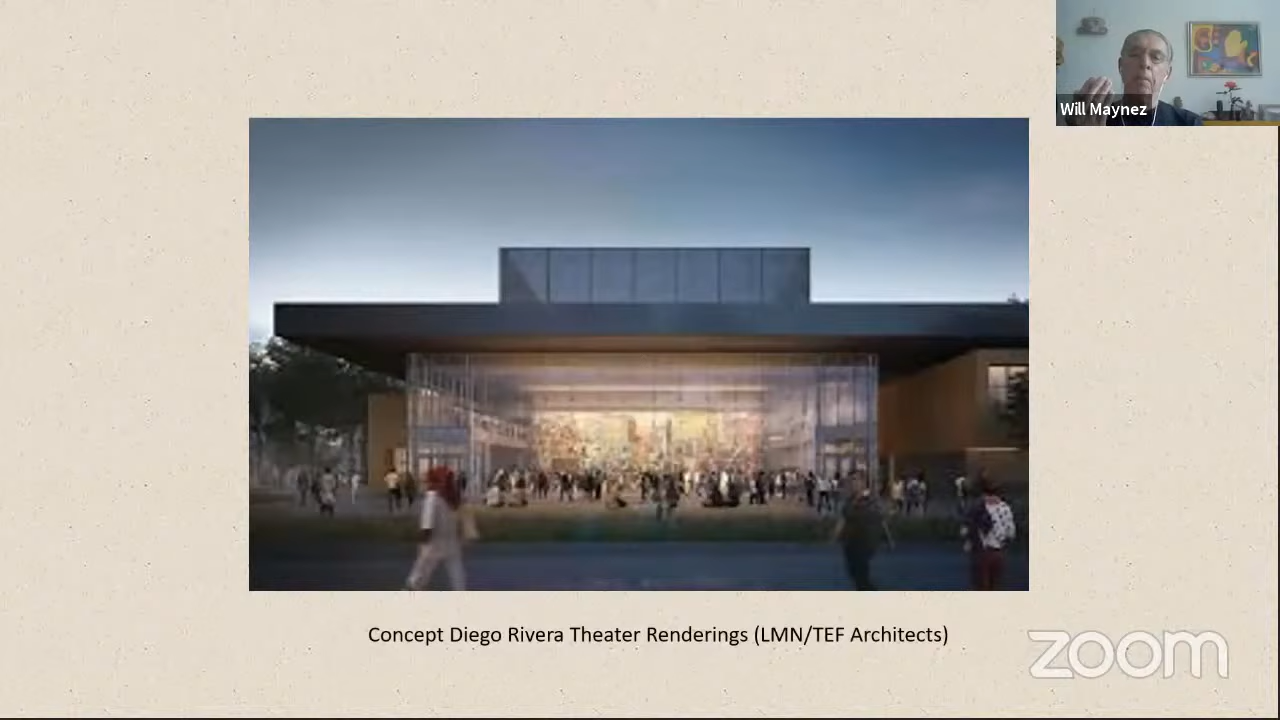 Will Maynez
Concept Diego Rivera Theater Renderings (LMN/TEF Architects)
zoom